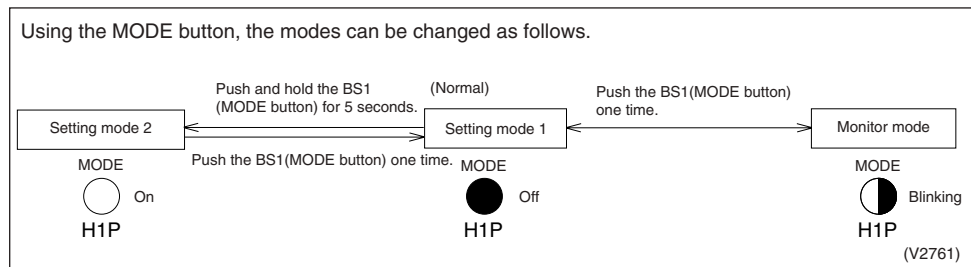 Using the MODE button, the modes can be changed as follows.
Push and hold the BS1
(MODE button) for 5 seconds.
(Normal)
Push the BS1(MODE button)
one time.
Setting mode 2
Setting mode 1
Monitor mode
Push the BS1(MODE button) one time.
MODE
On
H1P
MODE
Off
H1P
MODE
Blinking
H1P
(V2761)